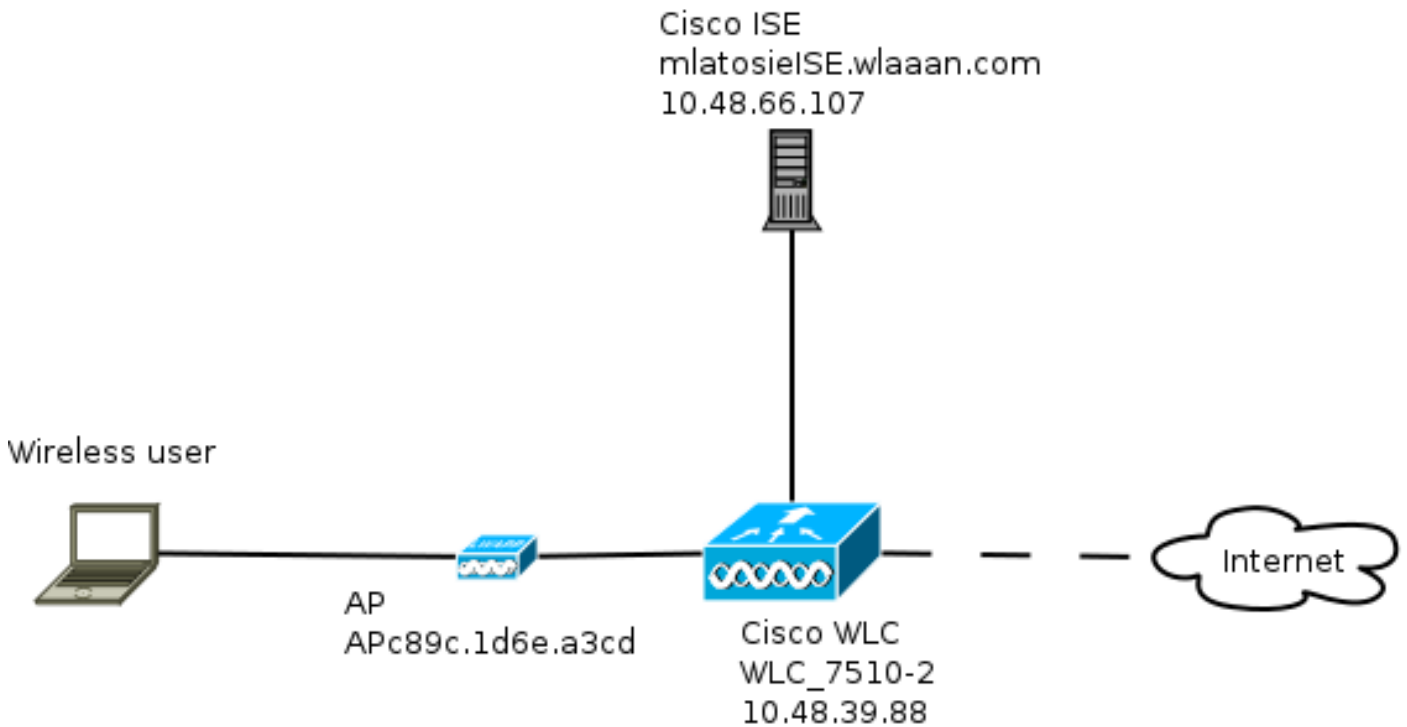 Cisco ISE
mlatosieISE.wlaaan.com
10.48.66.107
Wireless user
AP
APc89c.1d6e.a3cd
Cisco WLC
WLC_7510-2
10.48.39.88
Internet